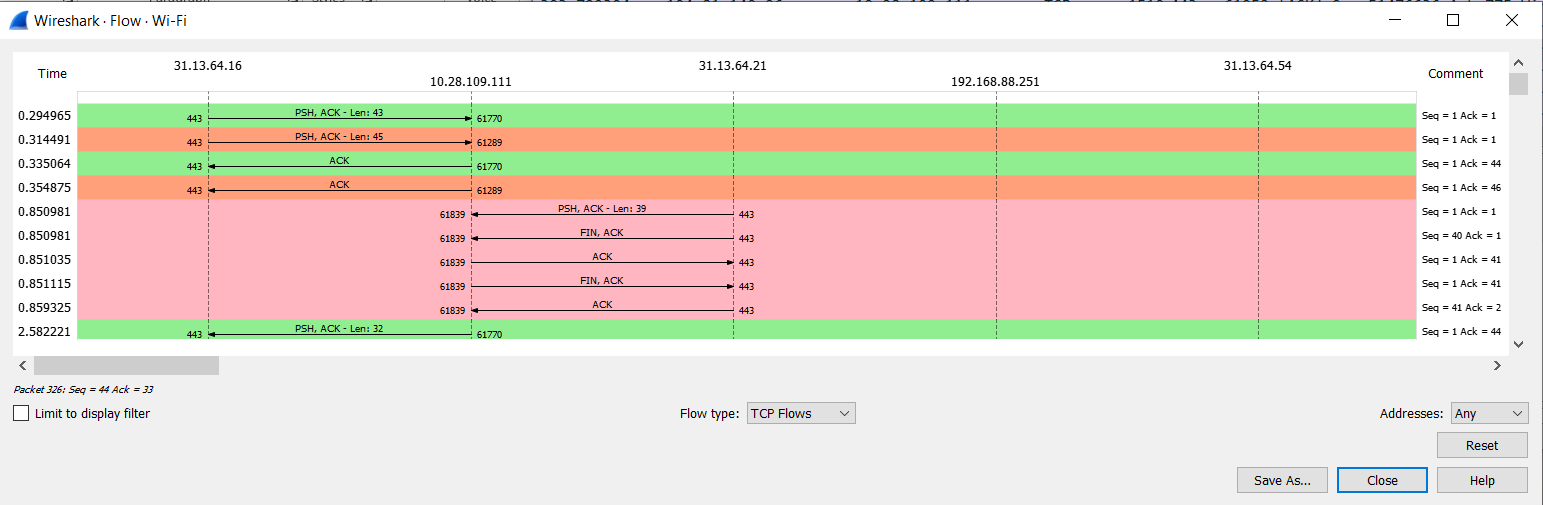 Wireshark · Flow · Wi-Fi
31.13.64.16 31.13.64.21 31.13.64.54
Time Comment
10.28.109.111 192.168.88.251
0.294965 443 PSH, ACK - Len: 43 61770 Seq = 1 Ack = 1
0.314491 443 PSH, ACK - Len: 45 61289 Seq = 1 Ack = 1
0.335064 443 ACK 61770 Seq = 1 Ack = 44
0.354875 443 ACK 61289 Seq = 1 Ack = 46
0.850981 61839 PSH, ACK - Len: 39 443 Seq = 1 Ack = 1
0.850981 61839 FIN, ACK 443 Seq = 40 Ack = 1
0.851035 61839 ACK 443 Seq = 1 Ack = 41
0.851115 61839 FIN, ACK 443 Seq = 1 Ack = 41
0.859325 61839 ACK 443 Seq = 41 Ack = 2
2.582221 443 PSH, ACK - Len: 32 61770 Seq = 1 Ack = 44
Packet 326: Seq = 44 Ack = 33
Limit to display filter Flow type: TCP Flows Addresses: Any
Reset
Save As... Close Help